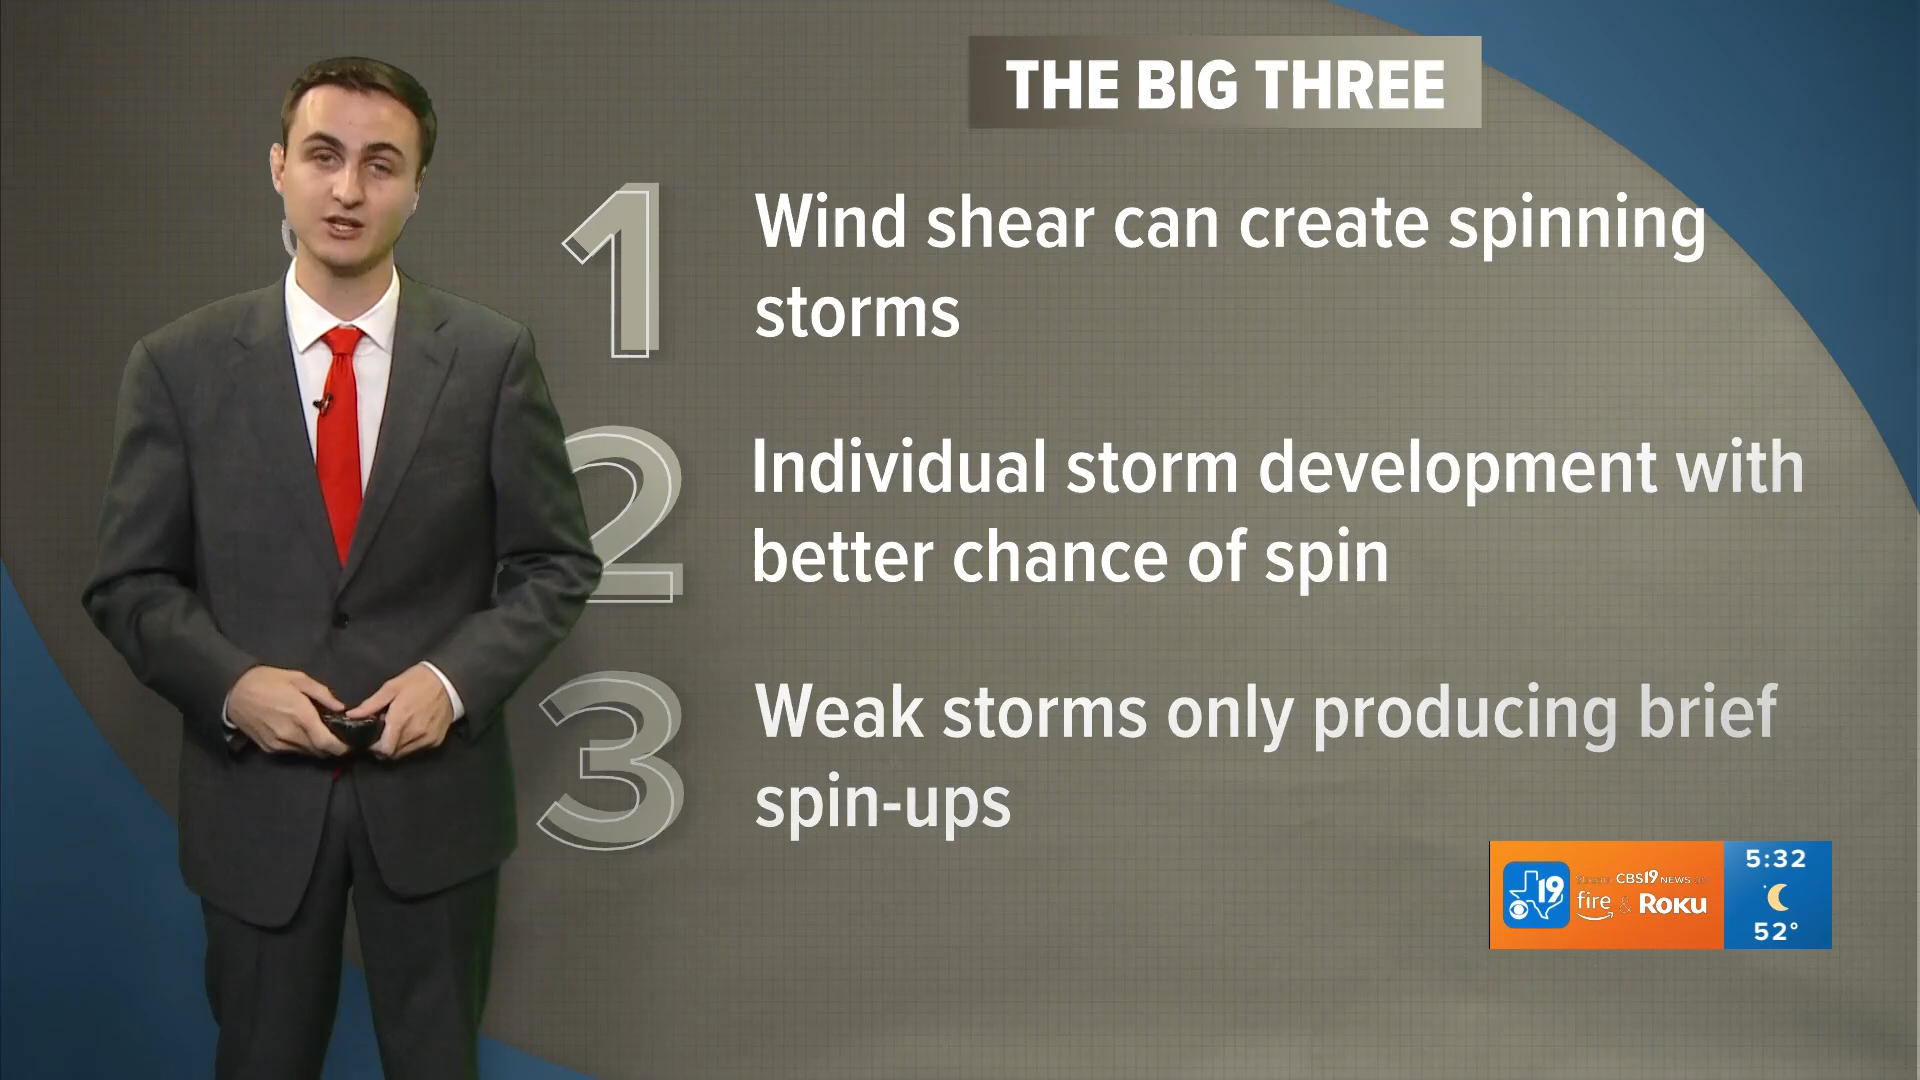 THE BIG THREE
1
Wind shear can create spinning
storms
2
Individual storm development with
better chance of spin
3
Weak storms only producing brief
spin-ups
19
CBS19 NEWS
fire & ROKU
5:32
52°